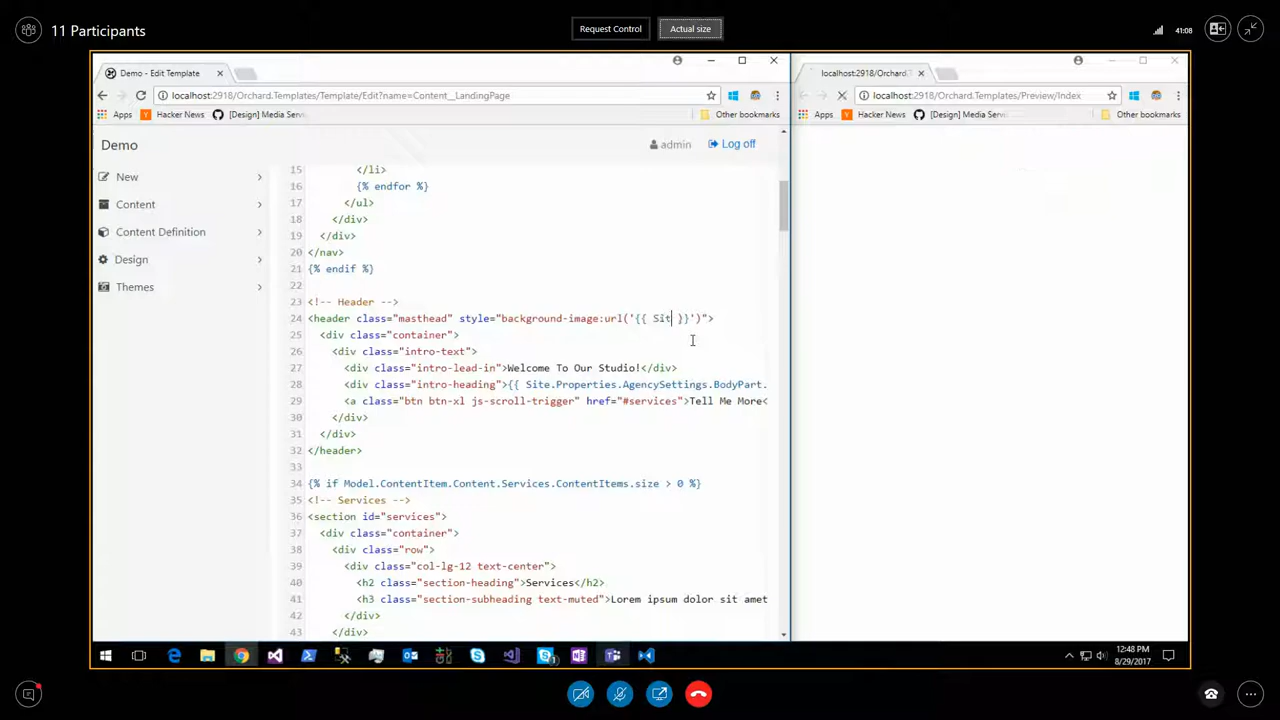 11 Participants
Request Control
Actual size
41:08
Demo - Edit Template
localhost:2918/Orchard.T
localhost:2918/Orchard.Templates/Template/Edit?name=Content__LandingPage
localhost:2918/Orchard.Templates/Preview/Index
Apps
Hacker News
[Design] Media Servi
Other bookmarks
Apps
Hacker News
[Design] Media Servi
Other bookmarks
Demo
admin
Log off
New
Content
Content Definition
Design
Themes
15 </li>
16 {% endfor %}
17 </ul>
18 </div>
19 </div>
20 </nav>
21 {% endif %}
22
23 <!-- Header -->
24 <header class="masthead" style="background-image:url('{{ Sit }}')">
25 <div class="container">
26 <div class="intro-text">
27 <div class="intro-lead-in">Welcome To Our Studio!</div>
28 <div class="intro-heading">{{ Site.Properties.AgencySettings.BodyPart.
29 <a class="btn btn-xl js-scroll-trigger" href="#services">Tell Me More<
30 </div>
31 </div>
32 </header>
33
34 {% if Model.ContentItem.Content.Services.ContentItems.size > 0 %}
35 <!-- Services -->
36 <section id="services">
37 <div class="container">
38 <div class="row">
39 <div class="col-lg-12 text-center">
40 <h2 class="section-heading">Services</h2>
41 <h3 class="section-subheading text-muted">Lorem ipsum dolor sit amet
42 </div>
43 </div>
12:48 PM
8/29/2017